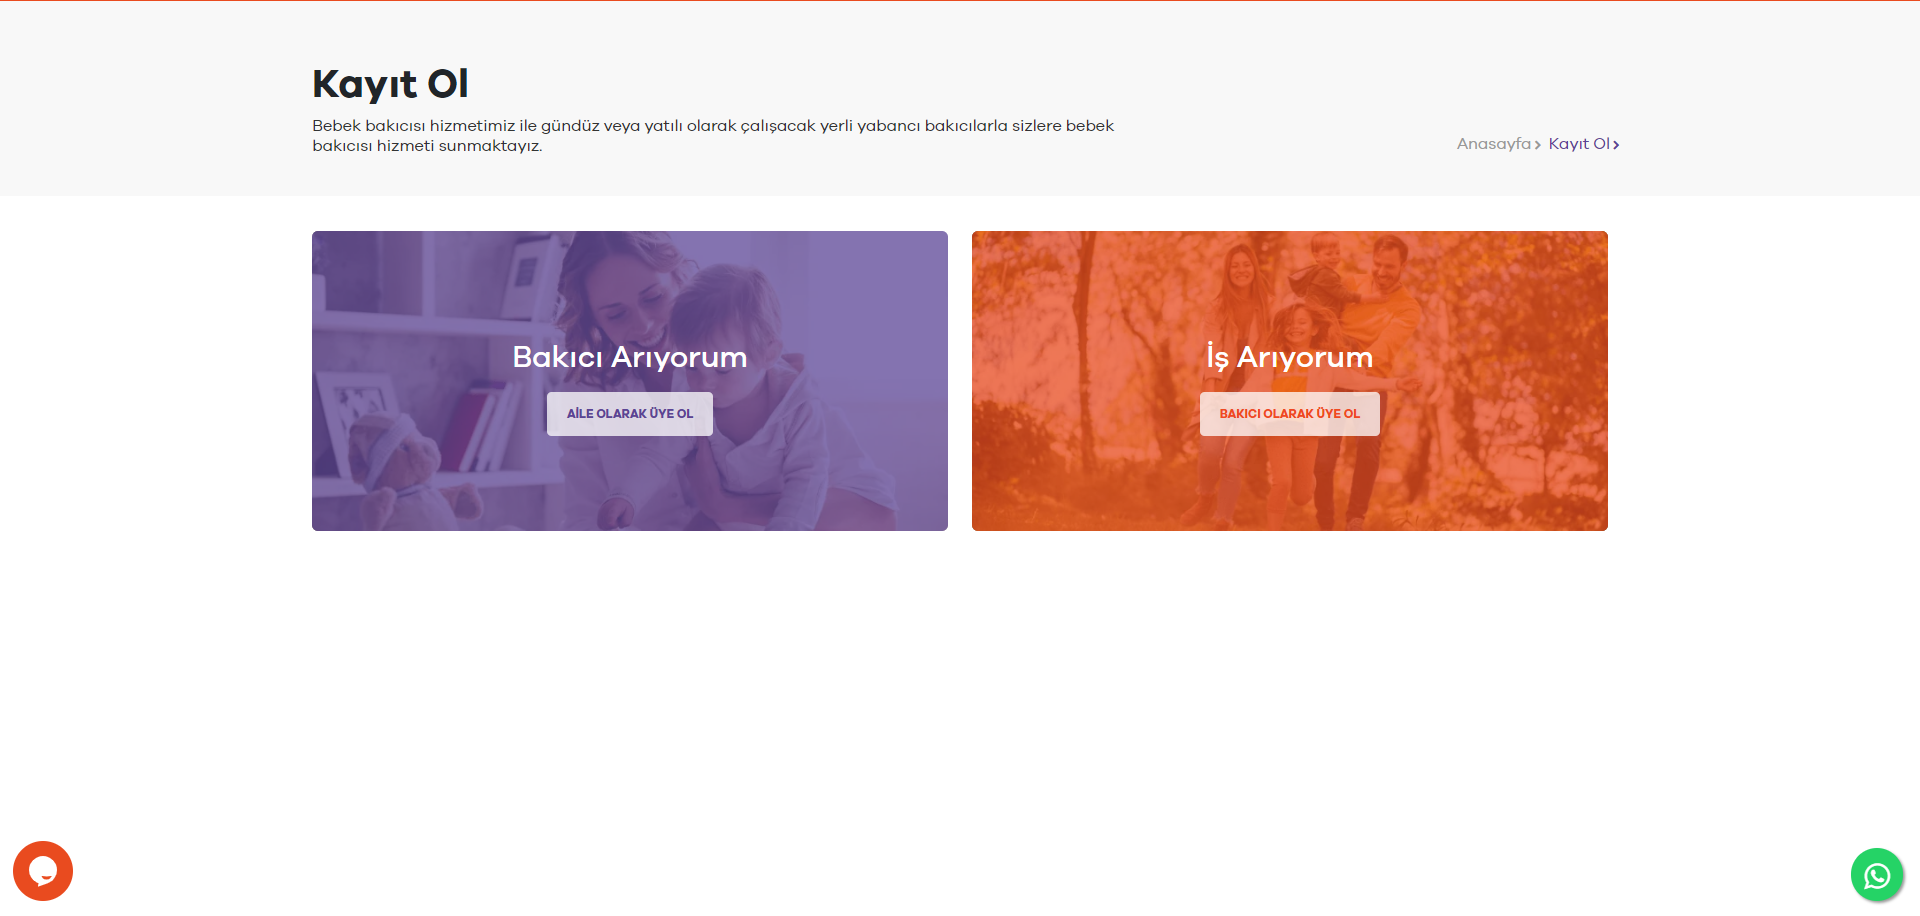 Kayıt Ol
Bebek bakıcısı hizmetimiz ile gündüz veya yatılı olarak çalışacak yerli yabancı bakıcılarla sizlere bebek
bakıcısı hizmeti sunmaktayız.
Anasayfa > Kayıt Ol >
Bakıcı Arıyorum
AİLE OLARAK ÜYE OL
İş Arıyorum
BAKICI OLARAK ÜYE OL